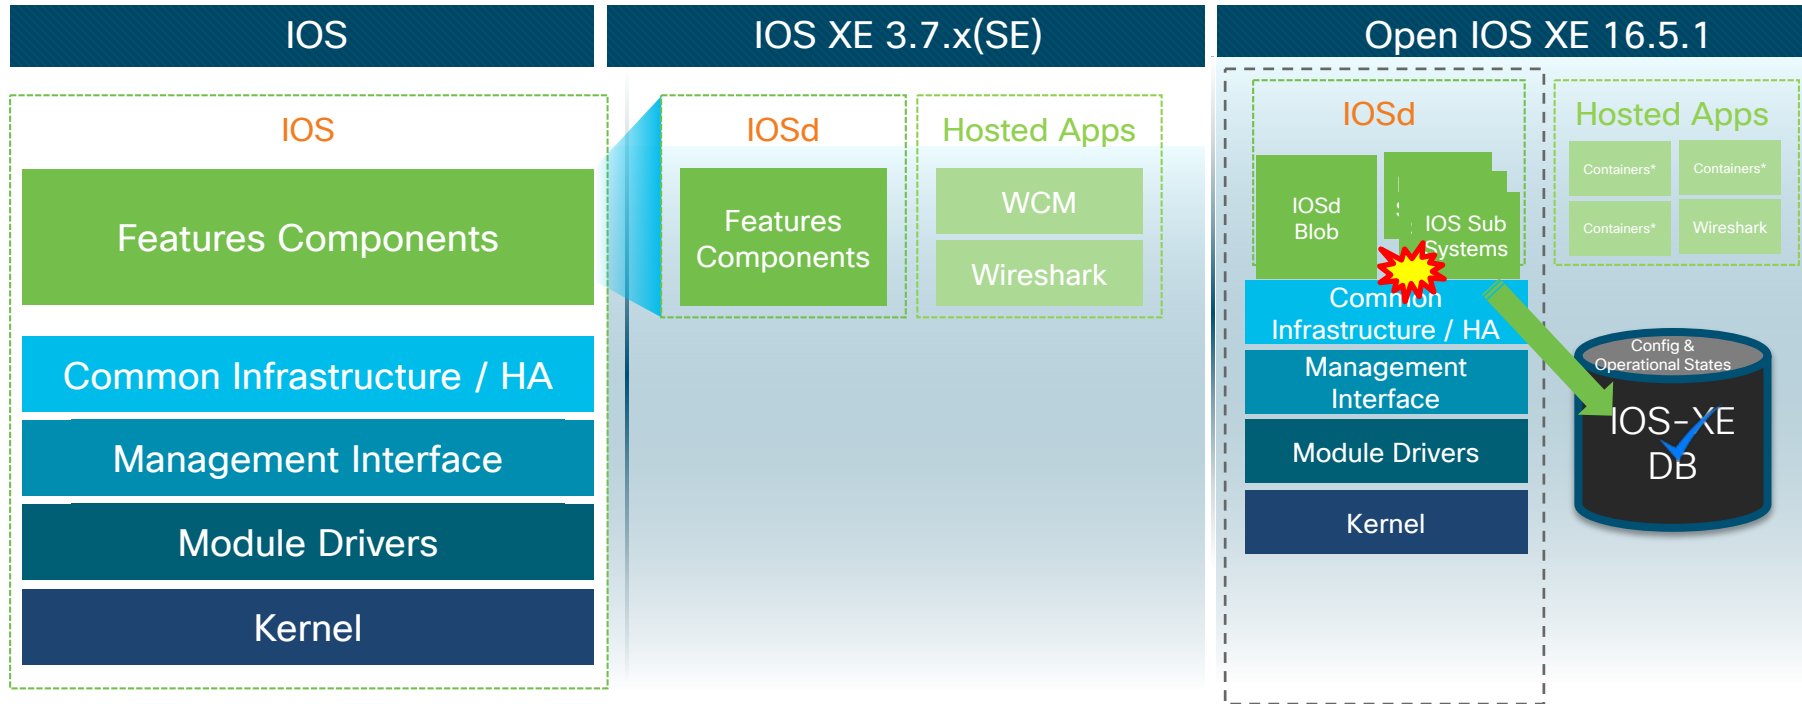 IOS
IOS XE 3.7.x(SE)
Open IOS XE 16.5.1
IOS
Features Components
Common Infrastructure / HA
Management Interface
Module Drivers
Kernel
IOSd
Features
Components
Hosted Apps
WCM
Wireshark
IOSd
IOSd
Blob
IOS Sub
Systems
Common
Infrastructure / HA
Management
Interface
Module Drivers
Kernel
Hosted Apps
Containers*
Containers*
Containers*
Wireshark
Config &
Operational States
IOS-XE
DB